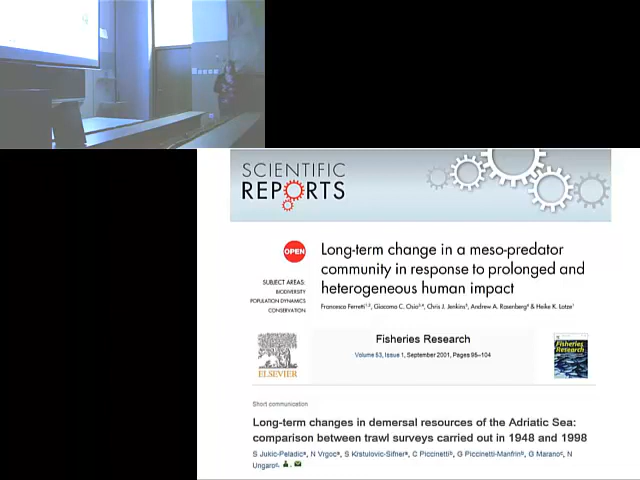 SCIENTIFIC
REPORTS
OPEN
Long-term change in a meso-predator
community in response to prolonged and
heterogeneous human impact
SUBJECT AREAS:
BIODIVERSITY
POPULATION DYNAMICS
CONSERVATION
Francesco Ferretti, Giacomo C. Osio, Chris J. Jenkins, Andrew A. Rosenberg & Heike K. Lotze
Fisheries Research
Volume 53, Issue 1, September 2001, Pages 95–104
ELSEVIER
Fisheries
Research
Short communication
Long-term changes in demersal resources of the Adriatic Sea:
comparison between trawl surveys carried out in 1948 and 1998
S Jukic-Peladic, N Vrgoc, S Krstulovic-Sifner, C Piccinetti, G Piccinetti-Manfrin, G Marano, N
Ungaro